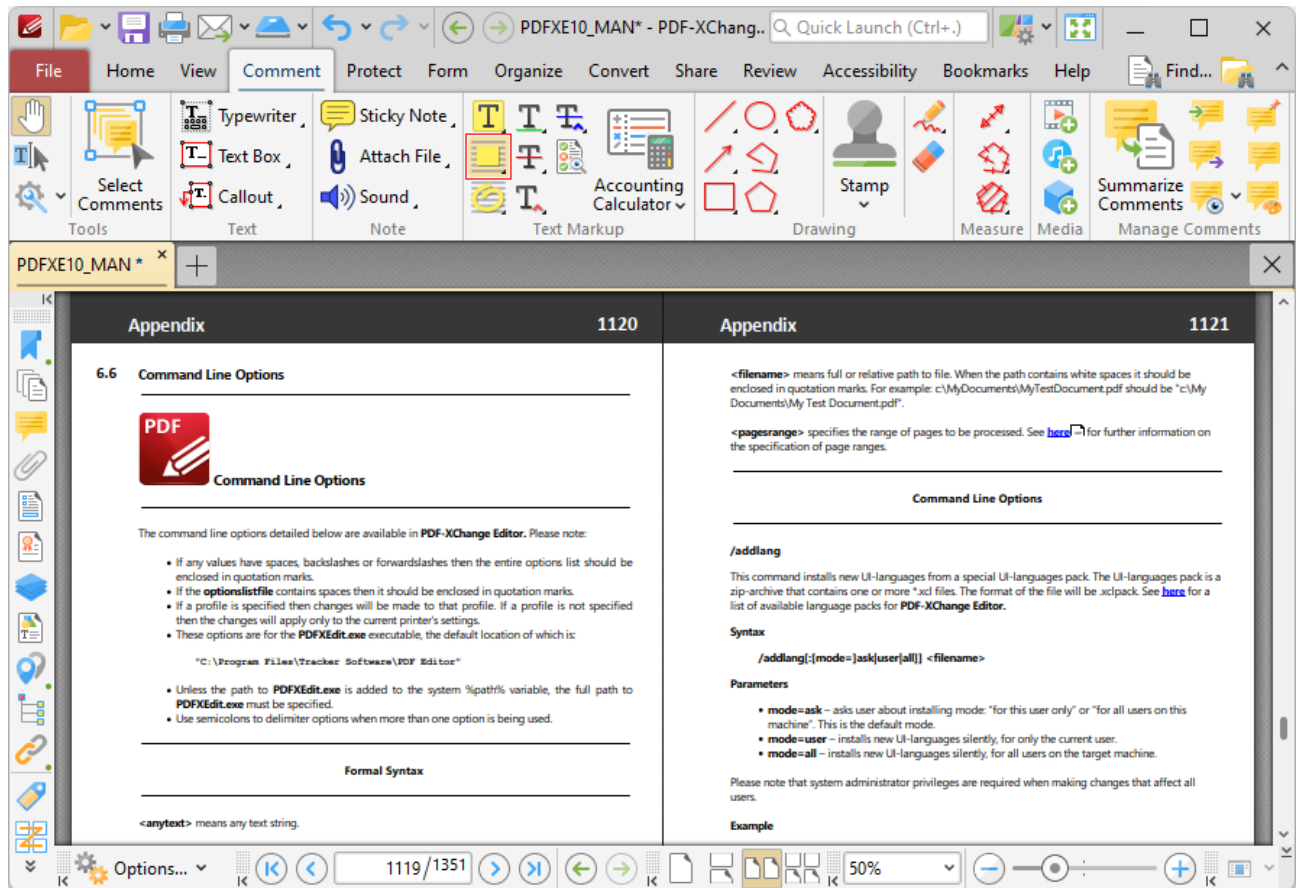 PDFXE10_MAN* - PDF-XChang..
Quick Launch (Ctrl+.)
File Home View Comment Protect Form Organize Convert Share Review Accessibility Bookmarks Help Find...
Select
Comments
Tools
Typewriter
Text Box
Callout
Text
Sticky Note
Attach File
Sound
Note
Accounting
Calculator
Text Markup
Stamp
Drawing
Measure
Media
Summarize
Comments
Manage Comments
PDFXE10_MAN *
Appendix 1120
6.6 Command Line Options
PDF
Command Line Options
The command line options detailed below are available in PDF-XChange Editor. Please note:
• If any values have spaces, backslashes or forwardslashes then the entire options list should be
enclosed in quotation marks.
• If the optionslistfile contains spaces then it should be enclosed in quotation marks.
• If a profile is specified then changes will be made to that profile. If a profile is not specified
then the changes will apply only to the current printer's settings.
• These options are for the PDFXEdit.exe executable, the default location of which is:
"C:\Program Files\Tracker Software\PDF Editor"
• Unless the path to PDFXEdit.exe is added to the system %path% variable, the full path to
PDFXEdit.exe must be specified.
• Use semicolons to delimiter options when more than one option is being used.
Formal Syntax
<anytext> means any text string.
Appendix 1121
<filename> means full or relative path to file. When the path contains white spaces it should be
enclosed in quotation marks. For example: c:\MyDocuments\MyTestDocument.pdf should be "c:\My
Documents\My Test Document.pdf".
<pagesrange> specifies the range of pages to be processed. See here for further information on
the specification of page ranges.
Command Line Options
/addlang
This command installs new UI-languages from a special UI-languages pack. The UI-languages pack is a
zip-archive that contains one or more *.xcl files. The format of the file will be .xclpack. See here for a
list of available language packs for PDF-XChange Editor.
Syntax
/addlang[:[mode=]ask|user|all}] <filename>
Parameters
• mode=ask – asks user about installing mode: "for this user only" or "for all users on this
machine". This is the default mode.
• mode=user – installs new UI-languages silently, for only the current user.
• mode=all – installs new UI-languages silently, for all users on the target machine.
Please note that system administrator privileges are required when making changes that affect all
users.
Example
Options... 1119/1351 50%